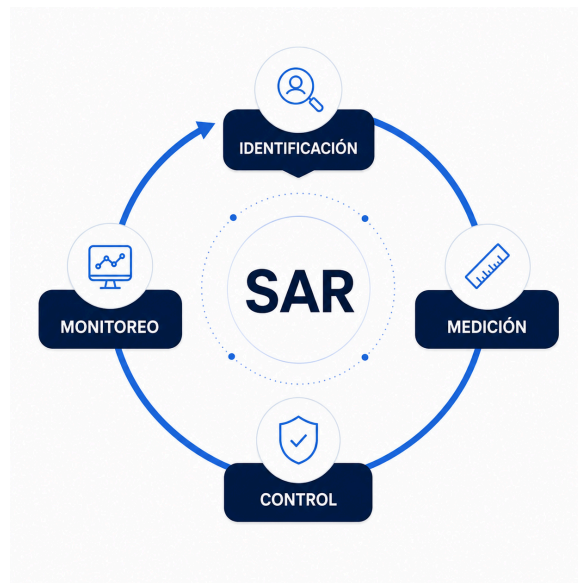 IDENTIFICACIÓN
SAR
MONITOREO
MEDICIÓN
CONTROL